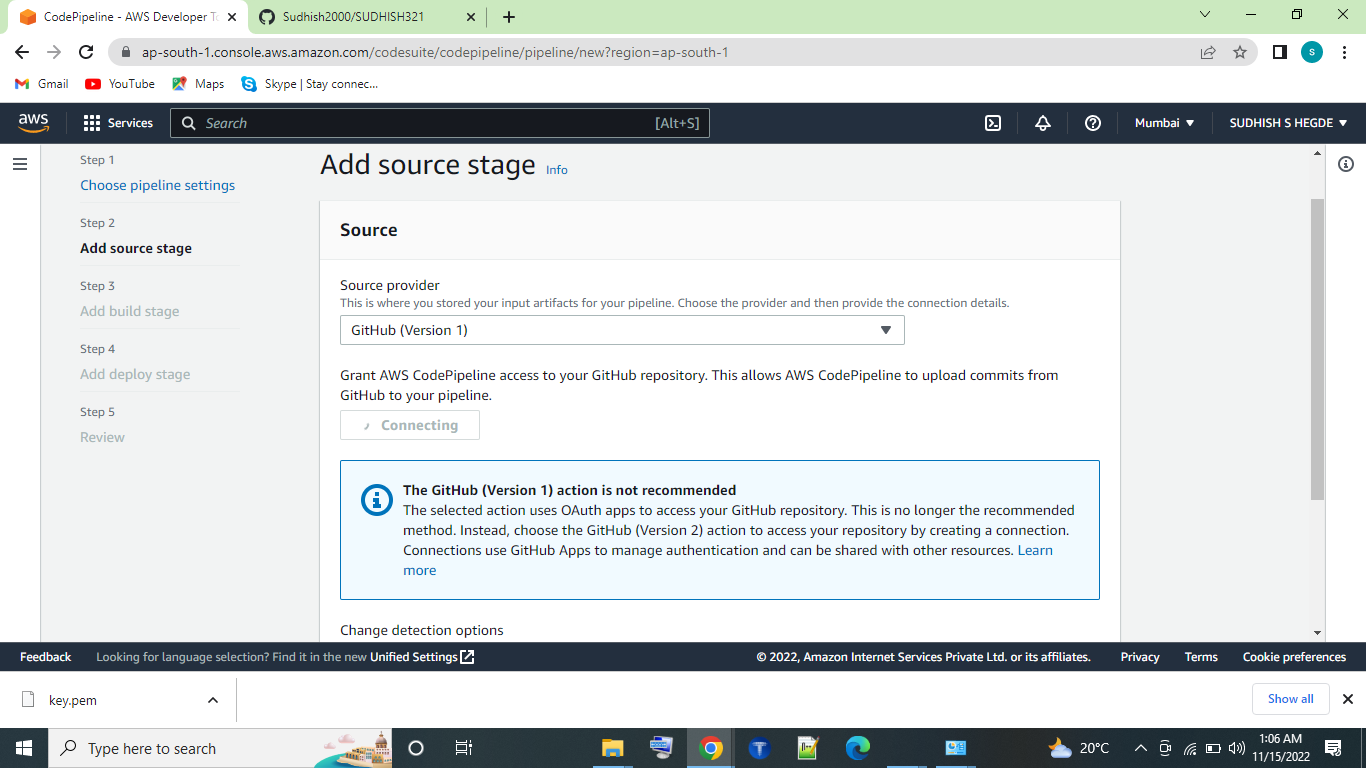 CodePipeline - AWS Developer To
Sudhish2000/SUDHISH321
ap-south-1.console.aws.amazon.com/codesuite/codepipeline/pipeline/new?region=ap-south-1
S
Gmail
YouTube
Maps
Skype | Stay connec...
aws
Services
Search
[Alt+S]
Mumbai
SUDHISH S HEGDE
Step 1
Choose pipeline settings
Step 2
Add source stage
Step 3
Add build stage
Step 4
Add deploy stage
Step 5
Review
Add source stage Info
Source
Source provider
This is where you stored your input artifacts for your pipeline. Choose the provider and then provide the connection details.
GitHub (Version 1)
Grant AWS CodePipeline access to your GitHub repository. This allows AWS CodePipeline to upload commits from
GitHub to your pipeline.
Connecting
The GitHub (Version 1) action is not recommended
The selected action uses OAuth apps to access your GitHub repository. This is no longer the recommended
method. Instead, choose the GitHub (Version 2) action to access your repository by creating a connection.
Connections use GitHub Apps to manage authentication and can be shared with other resources. Learn
more
Change detection options
Feedback
Looking for language selection? Find it in the new Unified Settings
© 2022, Amazon Internet Services Private Ltd. or its affiliates.
Privacy
Terms
Cookie preferences
key.pem
Show all
Type here to search
20°C
1:06 AM
11/15/2022